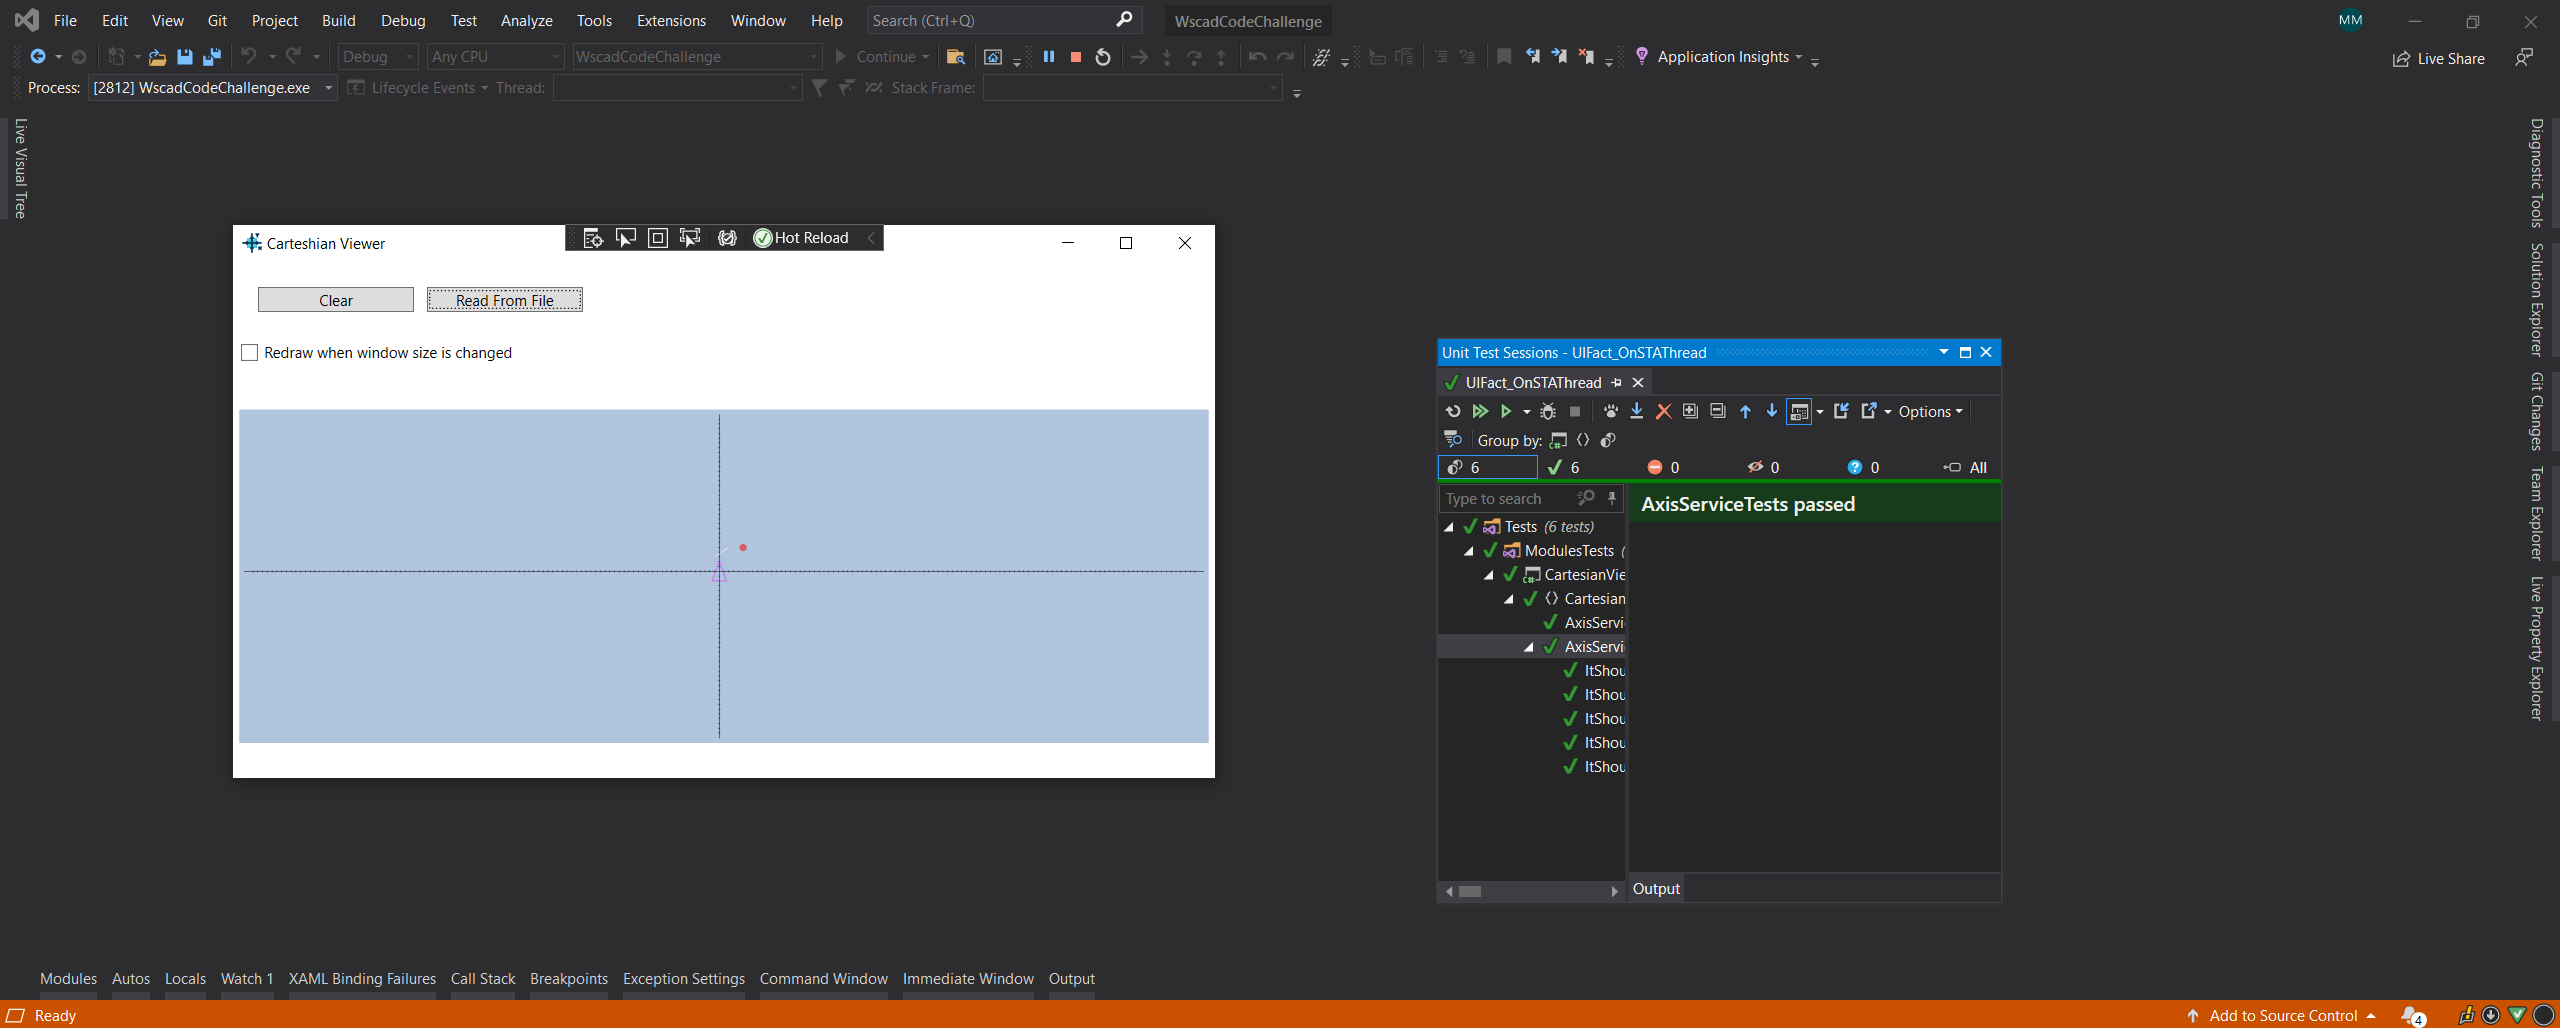 File Edit View Git Project Build Debug Test Analyze Tools Extensions Window Help Search (Ctrl+Q) WscadCodeChallenge MM
Debug Any CPU WscadCodeChallenge Continue Application Insights Live Share
Process: [2812] WscadCodeChallenge.exe Lifecycle Events Thread: Stack Frame:
Live Visual Tree
Carteshian Viewer
Hot Reload
Clear Read From File
Redraw when window size is changed
Unit Test Sessions - UIFact_OnSTAThread
UIFact_OnSTAThread
Options
Group by:
6 6 0 0 0 All
Type to search
AxisServiceTests passed
Tests (6 tests)
ModulesTests (
CartesianVie
Cartesian
AxisServi
AxisServi
ItShou
ItShou
ItShou
ItShou
ItShou
Output
Diagnostic Tools
Solution Explorer
Git Changes
Team Explorer
Live Property Explorer
Modules Autos Locals Watch 1 XAML Binding Failures Call Stack Breakpoints Exception Settings Command Window Immediate Window Output
Ready Add to Source Control 4